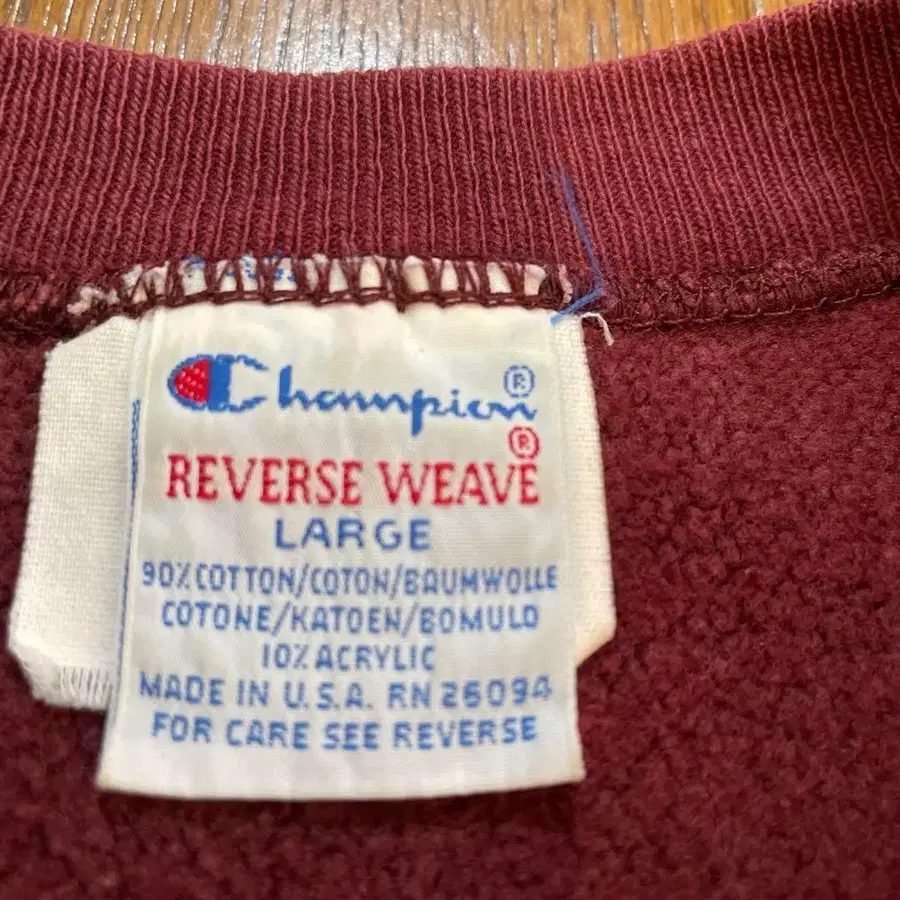 Champion®
REVERSE WEAVE®
LARGE
90% COTTON/COTON/BAUMWOLLE
COTONE/KATOEN/BOMULD
10% ACRYLIC
MADE IN U.S.A. RN 26094
FOR CARE SEE REVERSE